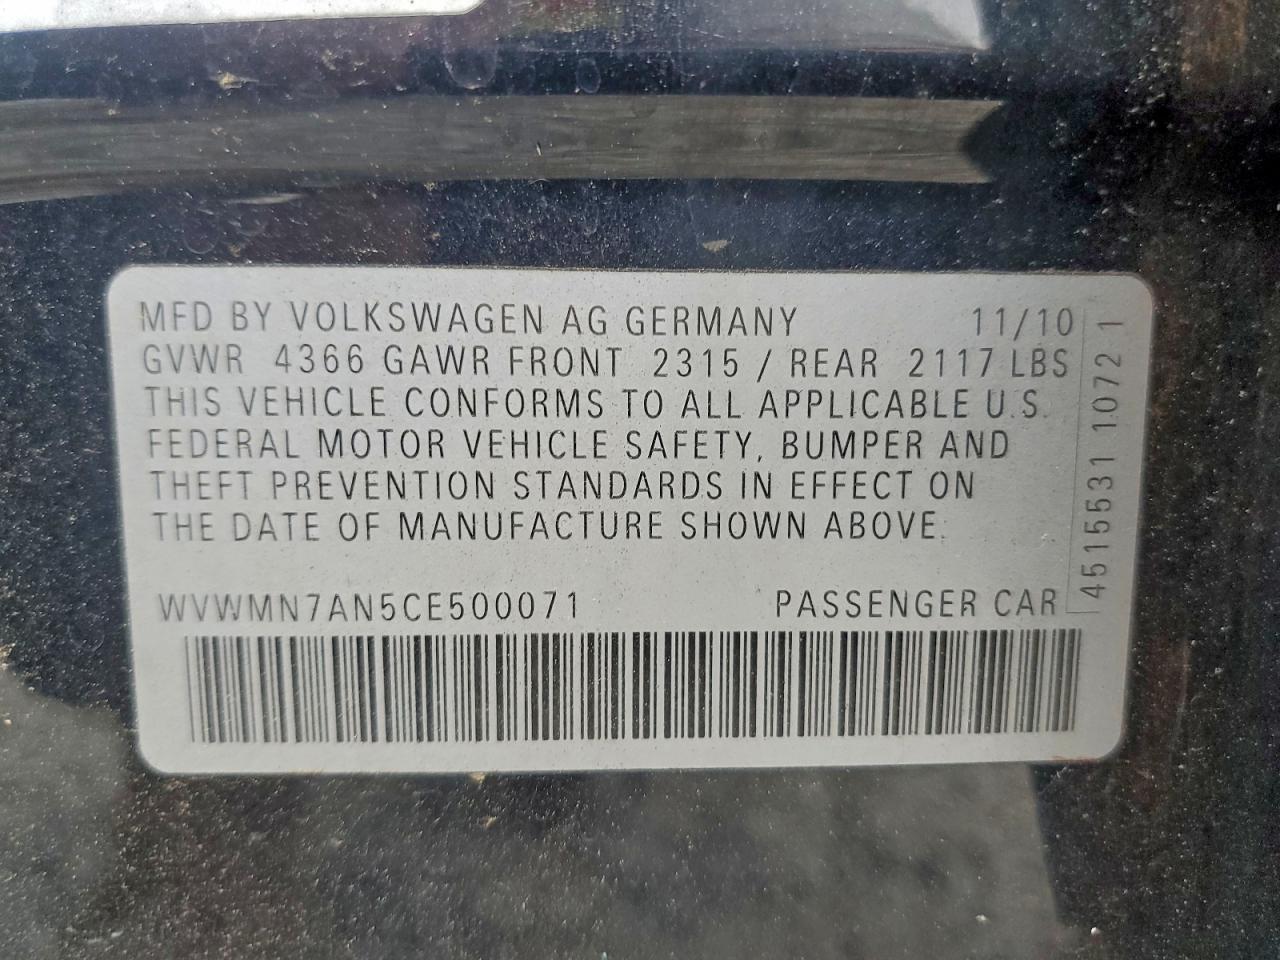 MFD BY VOLKSWAGEN AG GERMANY 11/10
GVWR 4366 GAWR FRONT 2315 / REAR 2117 LBS
THIS VEHICLE CONFORMS TO ALL APPLICABLE U.S.
FEDERAL MOTOR VEHICLE SAFETY, BUMPER AND
THEFT PREVENTION STANDARDS IN EFFECT ON
THE DATE OF MANUFACTURE SHOWN ABOVE.
WVWMN7AN5CE500071 PASSENGER CAR
4515531 1072 1